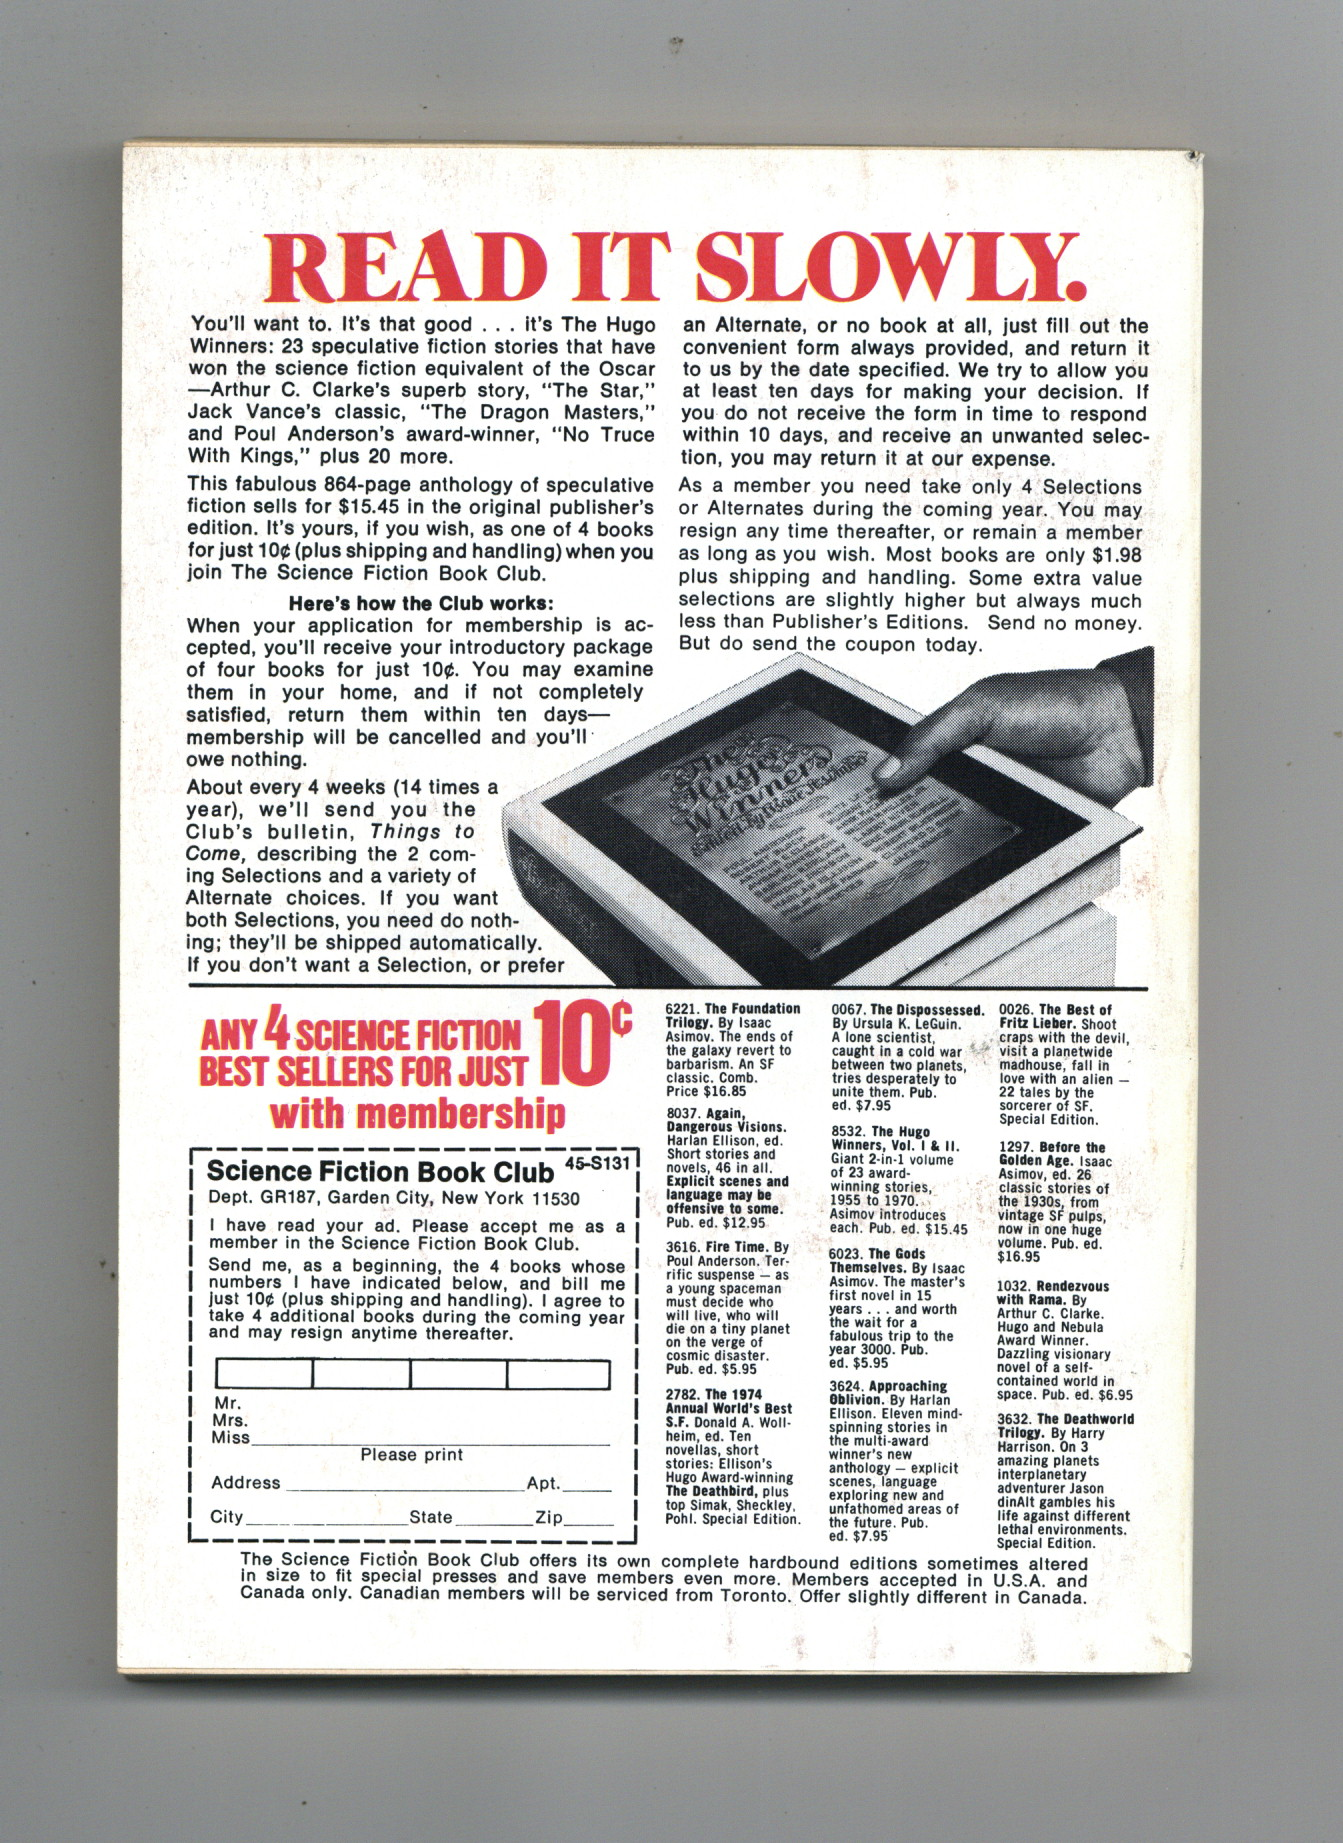 READ IT SLOWLY.
You'll want to. It's that good . . . it's The Hugo
Winners: 23 speculative fiction stories that have
won the science fiction equivalent of the Oscar
—Arthur C. Clarke's superb story, "The Star,"
Jack Vance's classic, "The Dragon Masters,"
and Poul Anderson's award-winner, "No Truce
With Kings," plus 20 more.
This fabulous 864-page anthology of speculative
fiction sells for $15.45 in the original publisher's
edition. It's yours, if you wish, as one of 4 books
for just 10¢ (plus shipping and handling) when you
join The Science Fiction Book Club.
Here's how the Club works:
When your application for membership is ac-
cepted, you'll receive your introductory package
of four books for just 10¢. You may examine
them in your home, and if not completely
satisfied, return them within ten days—
membership will be cancelled and you'll
owe nothing.
About every 4 weeks (14 times a
year), we'll send you the
Club's bulletin, Things to
Come, describing the 2 com-
ing Selections and a variety of
Alternate choices. If you want
both Selections, you need do noth-
ing; they'll be shipped automatically.
If you don't want a Selection, or prefer
an Alternate, or no book at all, just fill out the
convenient form always provided, and return it
to us by the date specified. We try to allow you
at least ten days for making your decision. If
you do not receive the form in time to respond
within 10 days, and receive an unwanted selec-
tion, you may return it at our expense.
As a member you need take only 4 Selections
or Alternates during the coming year. You may
resign any time thereafter, or remain a member
as long as you wish. Most books are only $1.98
plus shipping and handling. Some extra value
selections are slightly higher but always much
less than Publisher's Editions. Send no money.
But do send the coupon today.
The
Hugo
Winners
Edited by Isaac Asimov
ANY 4 SCIENCE FICTION
BEST SELLERS FOR JUST 10¢
with membership
Science Fiction Book Club 45-S131
Dept. GR187, Garden City, New York 11530
I have read your ad. Please accept me as a
member in the Science Fiction Book Club.
Send me, as a beginning, the 4 books whose
numbers I have indicated below, and bill me
just 10¢ (plus shipping and handling). I agree to
take 4 additional books during the coming year
and may resign anytime thereafter.
Mr.
Mrs.
Miss
Please print
Address Apt.
City State Zip
6221. The Foundation
Trilogy. By Isaac
Asimov. The ends of
the galaxy revert to
barbarism. An SF
classic. Comb.
Price $16.85
8037. Again,
Dangerous Visions.
Harlan Ellison, ed.
Short stories and
novels, 46 in all.
Explicit scenes and
language may be
offensive to some.
Pub. ed. $12.95
3616. Fire Time. By
Poul Anderson. Ter-
rific suspense — as
a young spaceman
must decide who
will live, who will
die on a tiny planet
on the verge of
cosmic disaster.
Pub. ed. $5.95
2782. The 1974
Annual World's Best
S.F. Donald A. Woll-
heim, ed. Ten
novellas, short
stories: Ellison's
Hugo Award-winning
The Deathbird, plus
top Simak, Sheckley,
Pohl. Special Edition.
0067. The Dispossessed.
By Ursula K. LeGuin.
A lone scientist,
caught in a cold war
between two planets,
tries desperately to
unite them. Pub.
ed. $7.95
8532. The Hugo
Winners, Vol. I & II.
Giant 2-in-1 volume
of 23 award-
winning stories,
1955 to 1970.
Asimov introduces
each. Pub. ed. $15.45
6023. The Gods
Themselves. By Isaac
Asimov. The master's
first novel in 15
years . . . and worth
the wait for a
fabulous trip to the
year 3000. Pub.
ed. $5.95
3624. Approaching
Oblivion. By Harlan
Ellison. Eleven mind-
spinning stories in
the multi-award
winner's new
anthology — explicit
scenes, language
exploring new and
unfathomed areas of
the future. Pub.
ed. $7.95
0026. The Best of
Fritz Lieber. Shoot
craps with the devil,
visit a planetwide
madhouse, fall in
love with an alien —
22 tales by the
sorcerer of SF.
Special Edition.
1297. Before the
Golden Age. Isaac
Asimov, ed. 26
classic stories of
the 1930s, from
vintage SF pulps,
now in one huge
volume. Pub. ed.
$16.95
1032. Rendezvous
with Rama. By
Arthur C. Clarke.
Hugo and Nebula
Award Winner.
Dazzling visionary
novel of a self-
contained world in
space. Pub. ed. $6.95
3632. The Deathworld
Trilogy. By Harry
Harrison. On 3
amazing planets
interplanetary
adventurer Jason
dinAlt gambles his
life against different
lethal environments.
Special Edition.
The Science Fiction Book Club offers its own complete hardbound editions sometimes altered
in size to fit special presses and save members even more. Members accepted in U.S.A. and
Canada only. Canadian members will be serviced from Toronto. Offer slightly different in Canada.